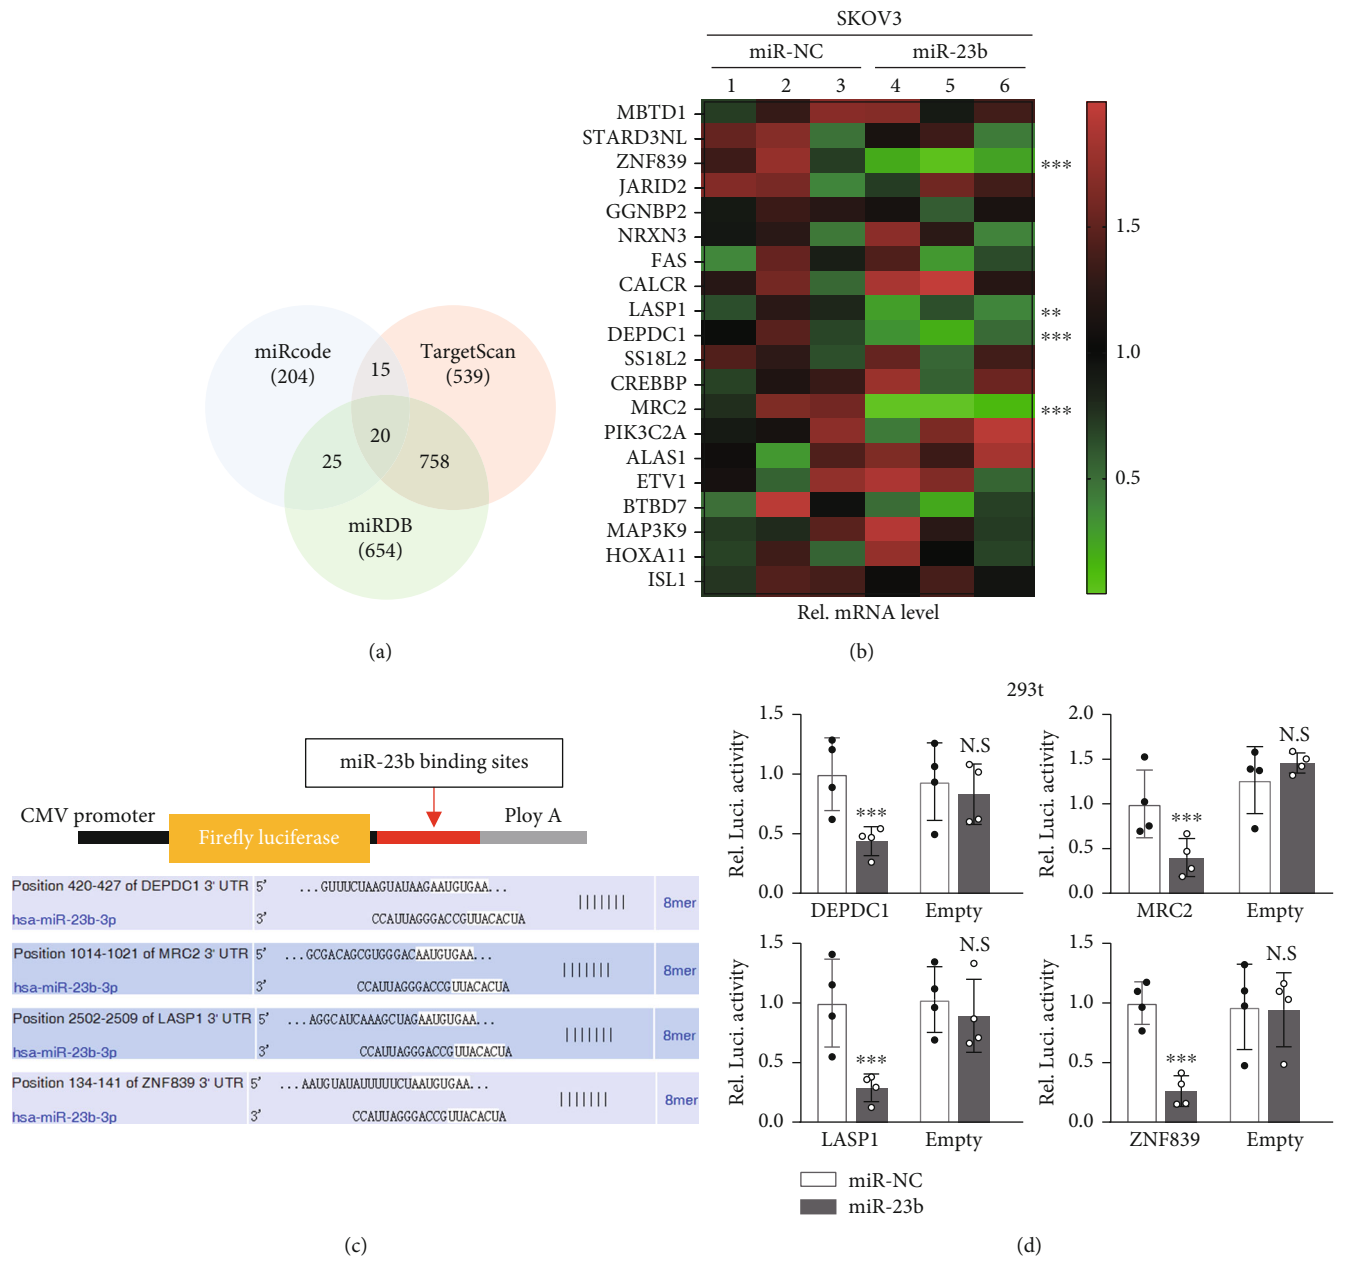 miRcode
(204)
15
TargetScan
(539)
20
25
758
miRDB
(654)
(a)
SKOV3
miR-NC
miR-23b
1 2 3 4 5 6
MBTD1
STARD3NL
ZNF839
***
JARID2
GGNBP2
NRXN3
FAS
CALCR
LASP1
**
DEPDC1
***
SS18L2
CREBBP
MRC2
***
PIK3C2A
ALAS1
ETV1
BTBD7
MAP3K9
HOXA11
ISL1
Rel. mRNA level
1.5
1.0
0.5
(b)
miR-23b binding sites
CMV promoter
Firefly luciferase
Ploy A
Position 420-427 of DEPDC1 3' UTR 5' ...GUUUCUAAGUAUAAGAAUGUGAA...
hsa-miR-23b-3p 3' CCAUUAGGGACCGUUACACUA
8mer
Position 1014-1021 of MRC2 3' UTR 5' ...GCGACAGCGUGGGACAAUGUGAA...
hsa-miR-23b-3p 3' CCAUUAGGGACCGUUACACUA
8mer
Position 2502-2509 of LASP1 3' UTR 5' ...AGGCAUCAAAGCUAGAAUGUGAA...
hsa-miR-23b-3p 3' CCAUUAGGGACCGUUACACUA
8mer
Position 134-141 of ZNF839 3' UTR 5' ...AAUGUAUAUUUUUCUAAUGUGAA...
hsa-miR-23b-3p 3' CCAUUAGGGACCGUUACACUA
8mer
(c)
293t
Rel. Luci. activity
1.5
1.0
0.5
0.0
***
N.S
DEPDC1 Empty
Rel. Luci. activity
2.0
1.5
1.0
0.5
0.0
***
N.S
MRC2 Empty
Rel. Luci. activity
1.5
1.0
0.5
0.0
***
N.S
LASP1 Empty
Rel. Luci. activity
1.5
1.0
0.5
0.0
***
N.S
ZNF839 Empty
miR-NC
miR-23b
(d)